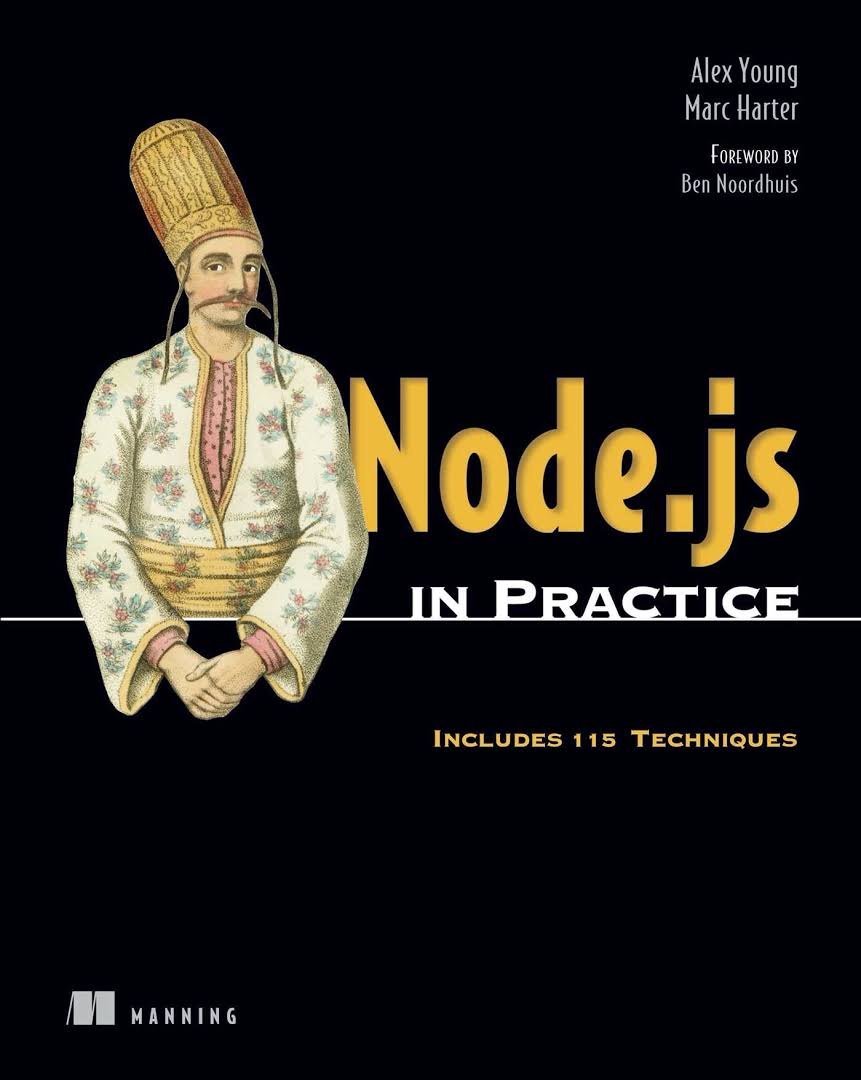 Alex Young
Marc Harter
FOREWORD BY
Ben Noordhuis
Node.js
IN PRACTICE
INCLUDES 115 TECHNIQUES
MANNING